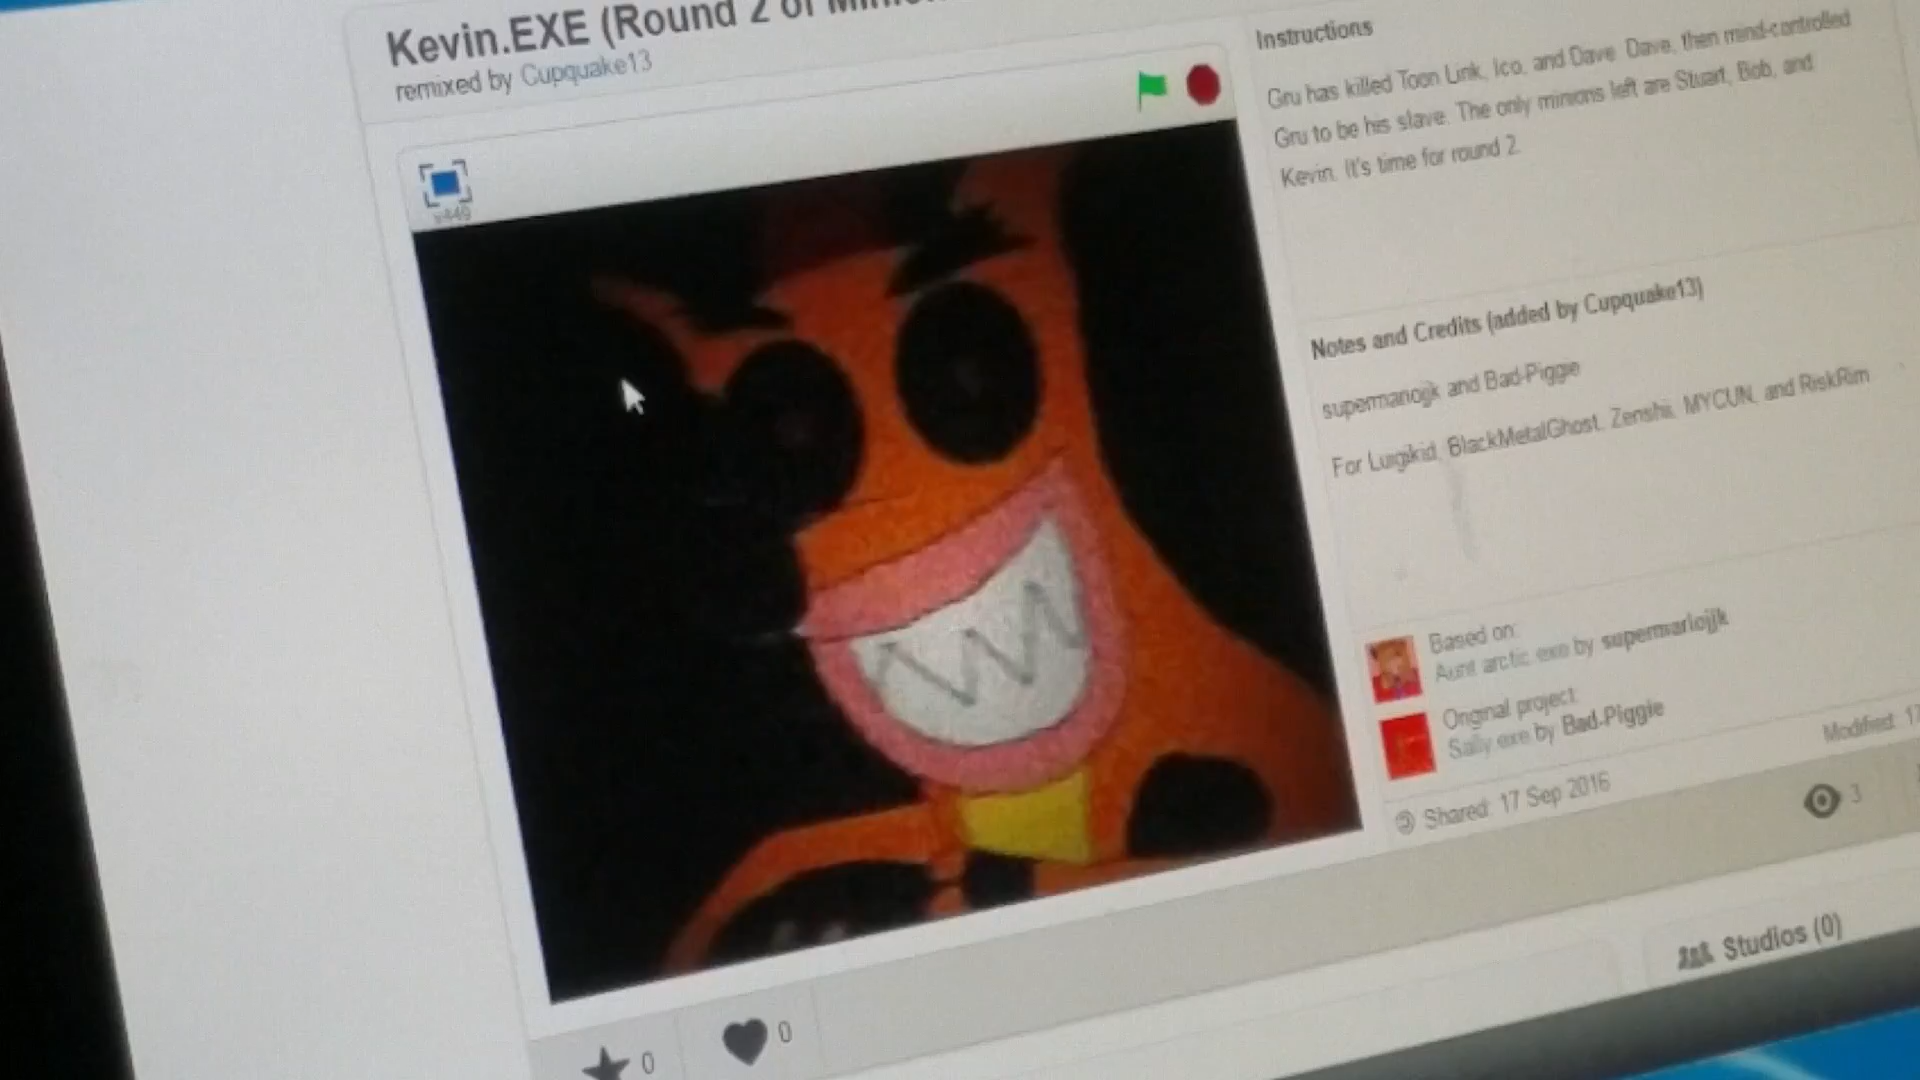 Kevin.EXE (Round 2 of
remixed by Cupquake13
v449
Instructions
Gru has killed Toon Link, Ico, and Dave. Dave, then mind-controlled
Gru to be his slave. The only minions left are Stuart, Bob, and
Kevin. It's time for round 2.
Notes and Credits (added by Cupquake13)
supermariojjk and Bad-Piggie
For Luigikid, BlackMetalGhost, Zenshii, MYCUN, and RiskRim
Based on:
Aunt arctic exe by supermariojjk
Original project:
Sally exe by Bad-Piggie
Shared: 17 Sep 2016
Modified: 17
3
Studios (0)
0
0